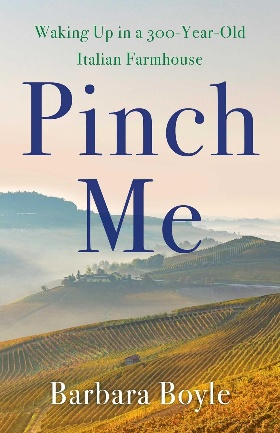 Waking Up in a 300-Year-Old
Italian Farmhouse
Pinch
Me
Barbara Boyle